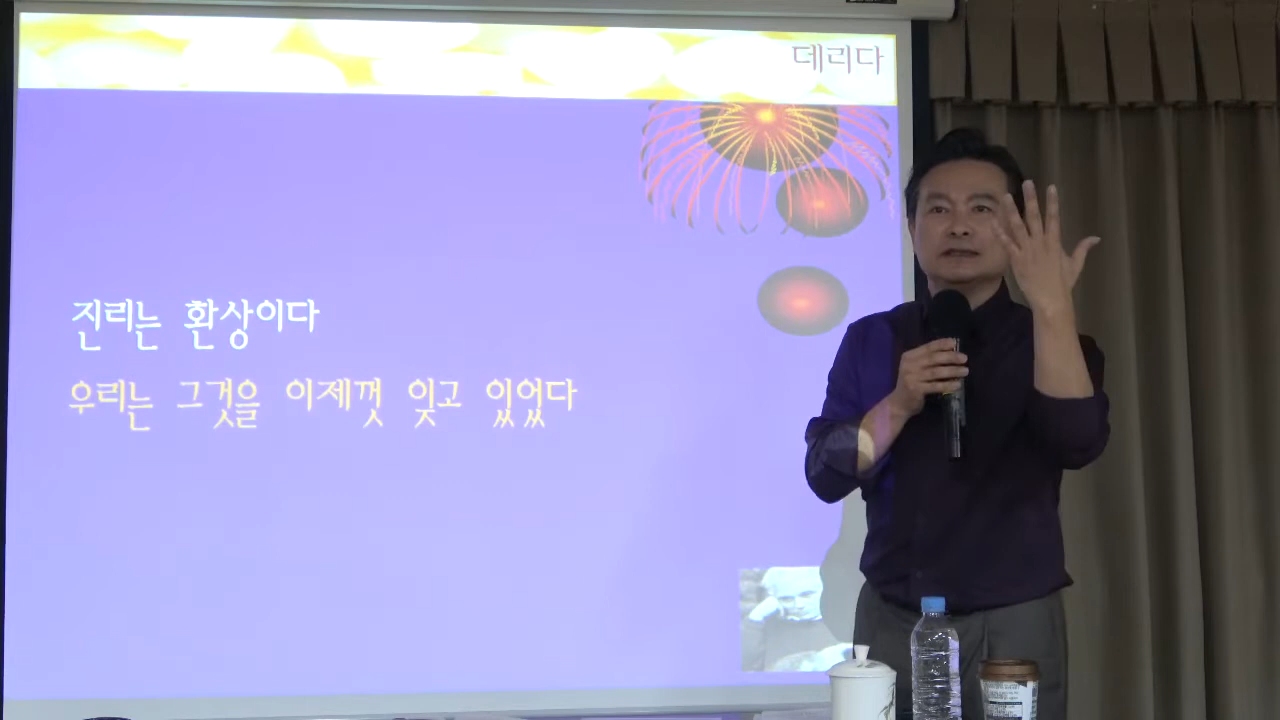 데리다
진리는 환상이다
우리는 그것을 이제껏 잊고 있었다